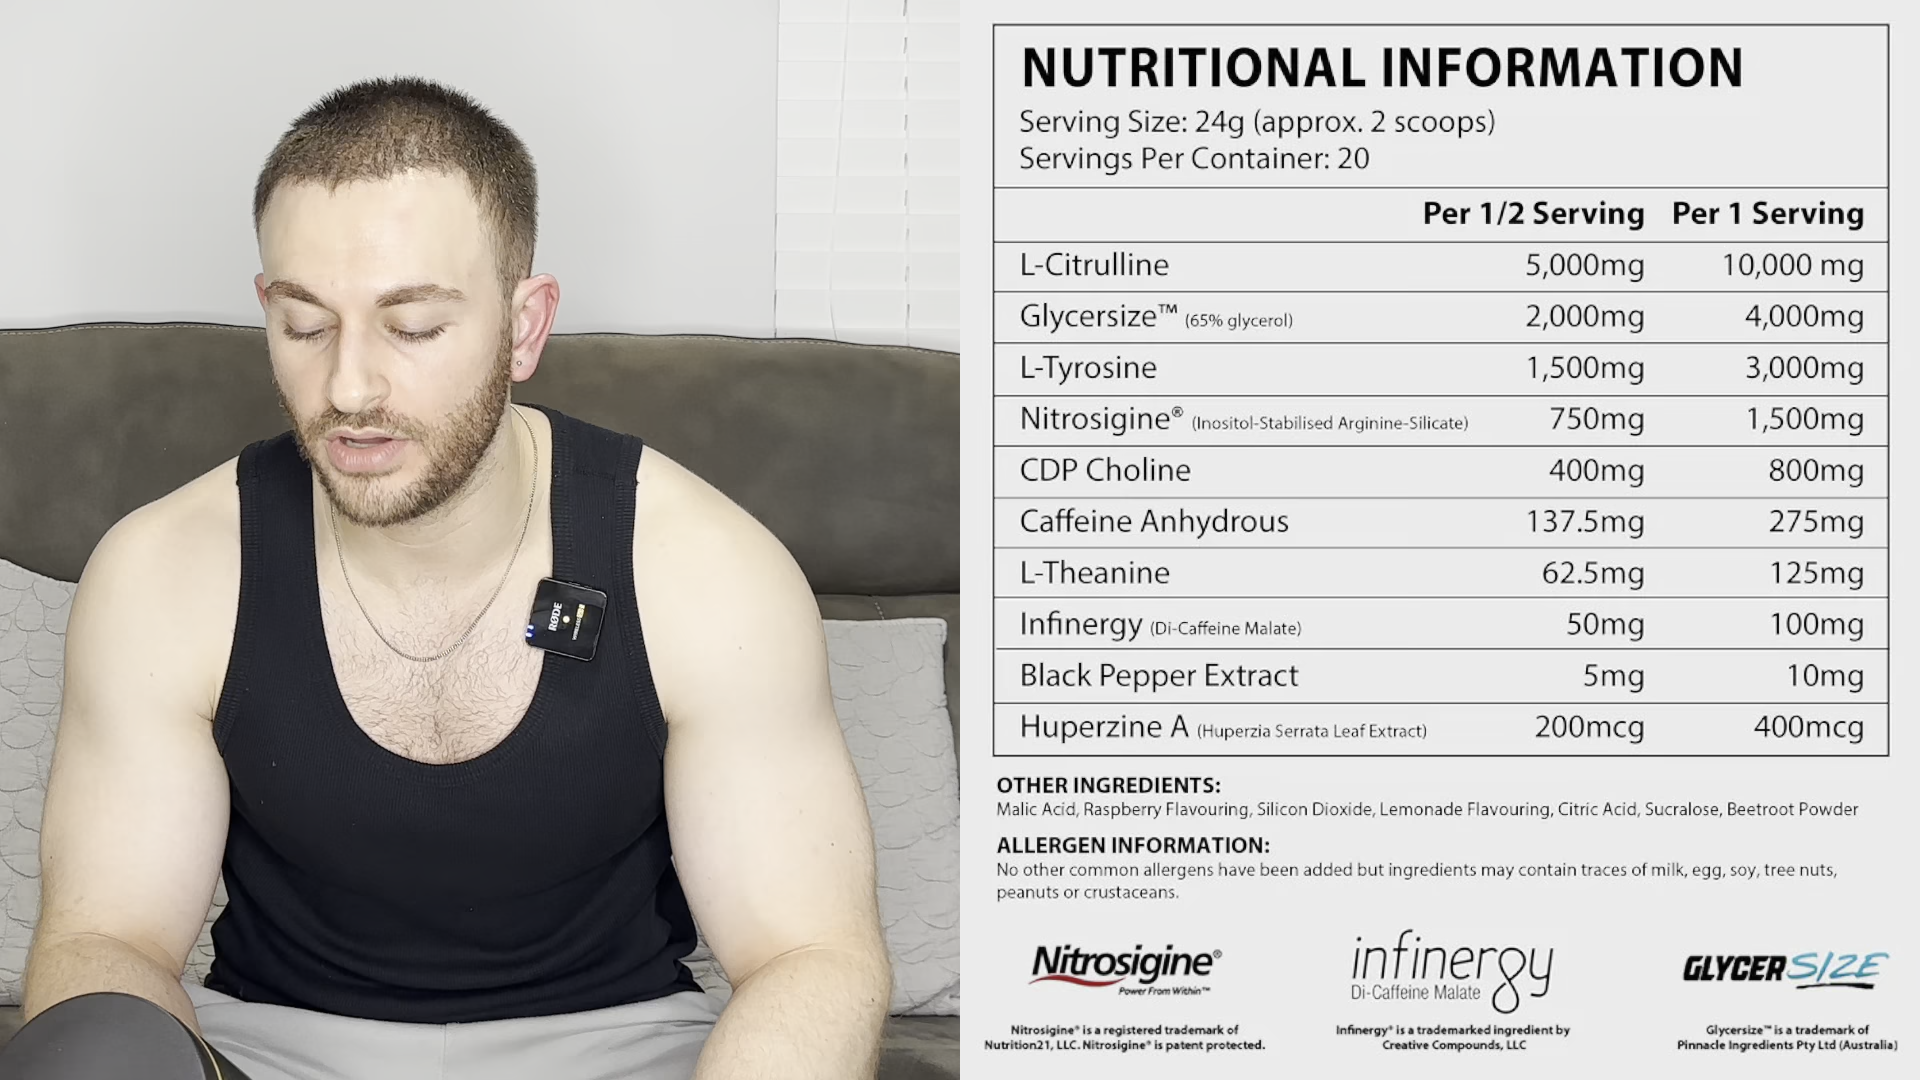 RØDE
NUTRITIONAL INFORMATION
Serving Size: 24g (approx. 2 scoops)
Servings Per Container: 20
Per 1/2 Serving Per 1 Serving
L-Citrulline 5,000mg 10,000 mg
Glycersize™ (65% glycerol) 2,000mg 4,000mg
L-Tyrosine 1,500mg 3,000mg
Nitrosigine® (Inositol-Stabilised Arginine-Silicate) 750mg 1,500mg
CDP Choline 400mg 800mg
Caffeine Anhydrous 137.5mg 275mg
L-Theanine 62.5mg 125mg
Infinergy (Di-Caffeine Malate) 50mg 100mg
Black Pepper Extract 5mg 10mg
Huperzine A (Huperzia Serrata Leaf Extract) 200mcg 400mcg
OTHER INGREDIENTS:
Malic Acid, Raspberry Flavouring, Silicon Dioxide, Lemonade Flavouring, Citric Acid, Sucralose, Beetroot Powder
ALLERGEN INFORMATION:
No other common allergens have been added but ingredients may contain traces of milk, egg, soy, tree nuts,
peanuts or crustaceans.
Nitrosigine®
Power From Within™
infinergy
Di-Caffeine Malate
GLYCERSIZE
Nitrosigine® is a registered trademark of
Nutrition21, LLC. Nitrosigine® is patent protected.
Infinergy® is a trademarked ingredient by
Creative Compounds, LLC
Glycersize™ is a trademark of
Pinnacle Ingredients Pty Ltd (Australia)